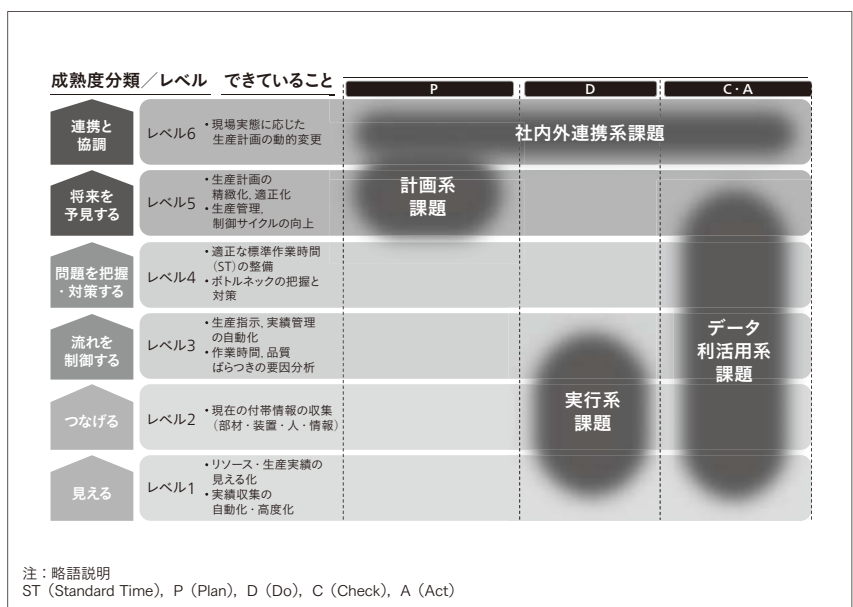 成熟度分類／レベル できていること
P
D
C・A
連携と
協調
レベル6
・現場実態に応じた
生産計画の動的変更
社内外連携系課題
将来を
予見する
レベル5
・生産計画の
精緻化, 適正化
・生産管理,
制御サイクルの向上
計画系
課題
問題を把握
・対策する
レベル4
・適正な標準作業時間
(ST)の整備
・ボトルネックの把握と
対策
流れを
制御する
レベル3
・生産指示, 実績管理
の自動化
・作業時間, 品質
ばらつきの要因分析
データ
利活用系
課題
つなげる
レベル2
・現在の付帯情報の収集
(部材・装置・人・情報)
実行系
課題
見える
レベル1
・リソース・生産実績の
見える化
・実績収集の
自動化・高度化
注：略語説明
ST（Standard Time），P（Plan），D（Do），C（Check），A（Act）